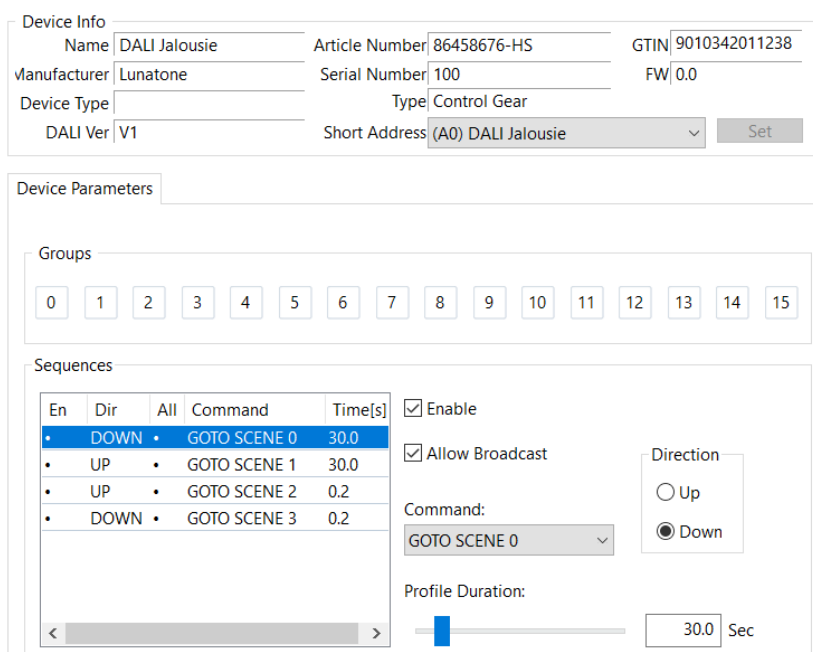 Device Info
Name DALI Jalousie Article Number 86458676-HS GTIN 9010342011238
Manufacturer Lunatone Serial Number 100 FW 0.0
Device Type Type Control Gear
DALI Ver V1 Short Address (A0) DALI Jalousie Set
Device Parameters
Groups
0 1 2 3 4 5 6 7 8 9 10 11 12 13 14 15
Sequences
En Dir All Command Time[s]
• DOWN • GOTO SCENE 0 30.0
• UP • GOTO SCENE 1 30.0
• UP • GOTO SCENE 2 0.2
• DOWN • GOTO SCENE 3 0.2
Enable
Allow Broadcast
Direction
Up
Down
Command:
GOTO SCENE 0
Profile Duration:
30.0 Sec